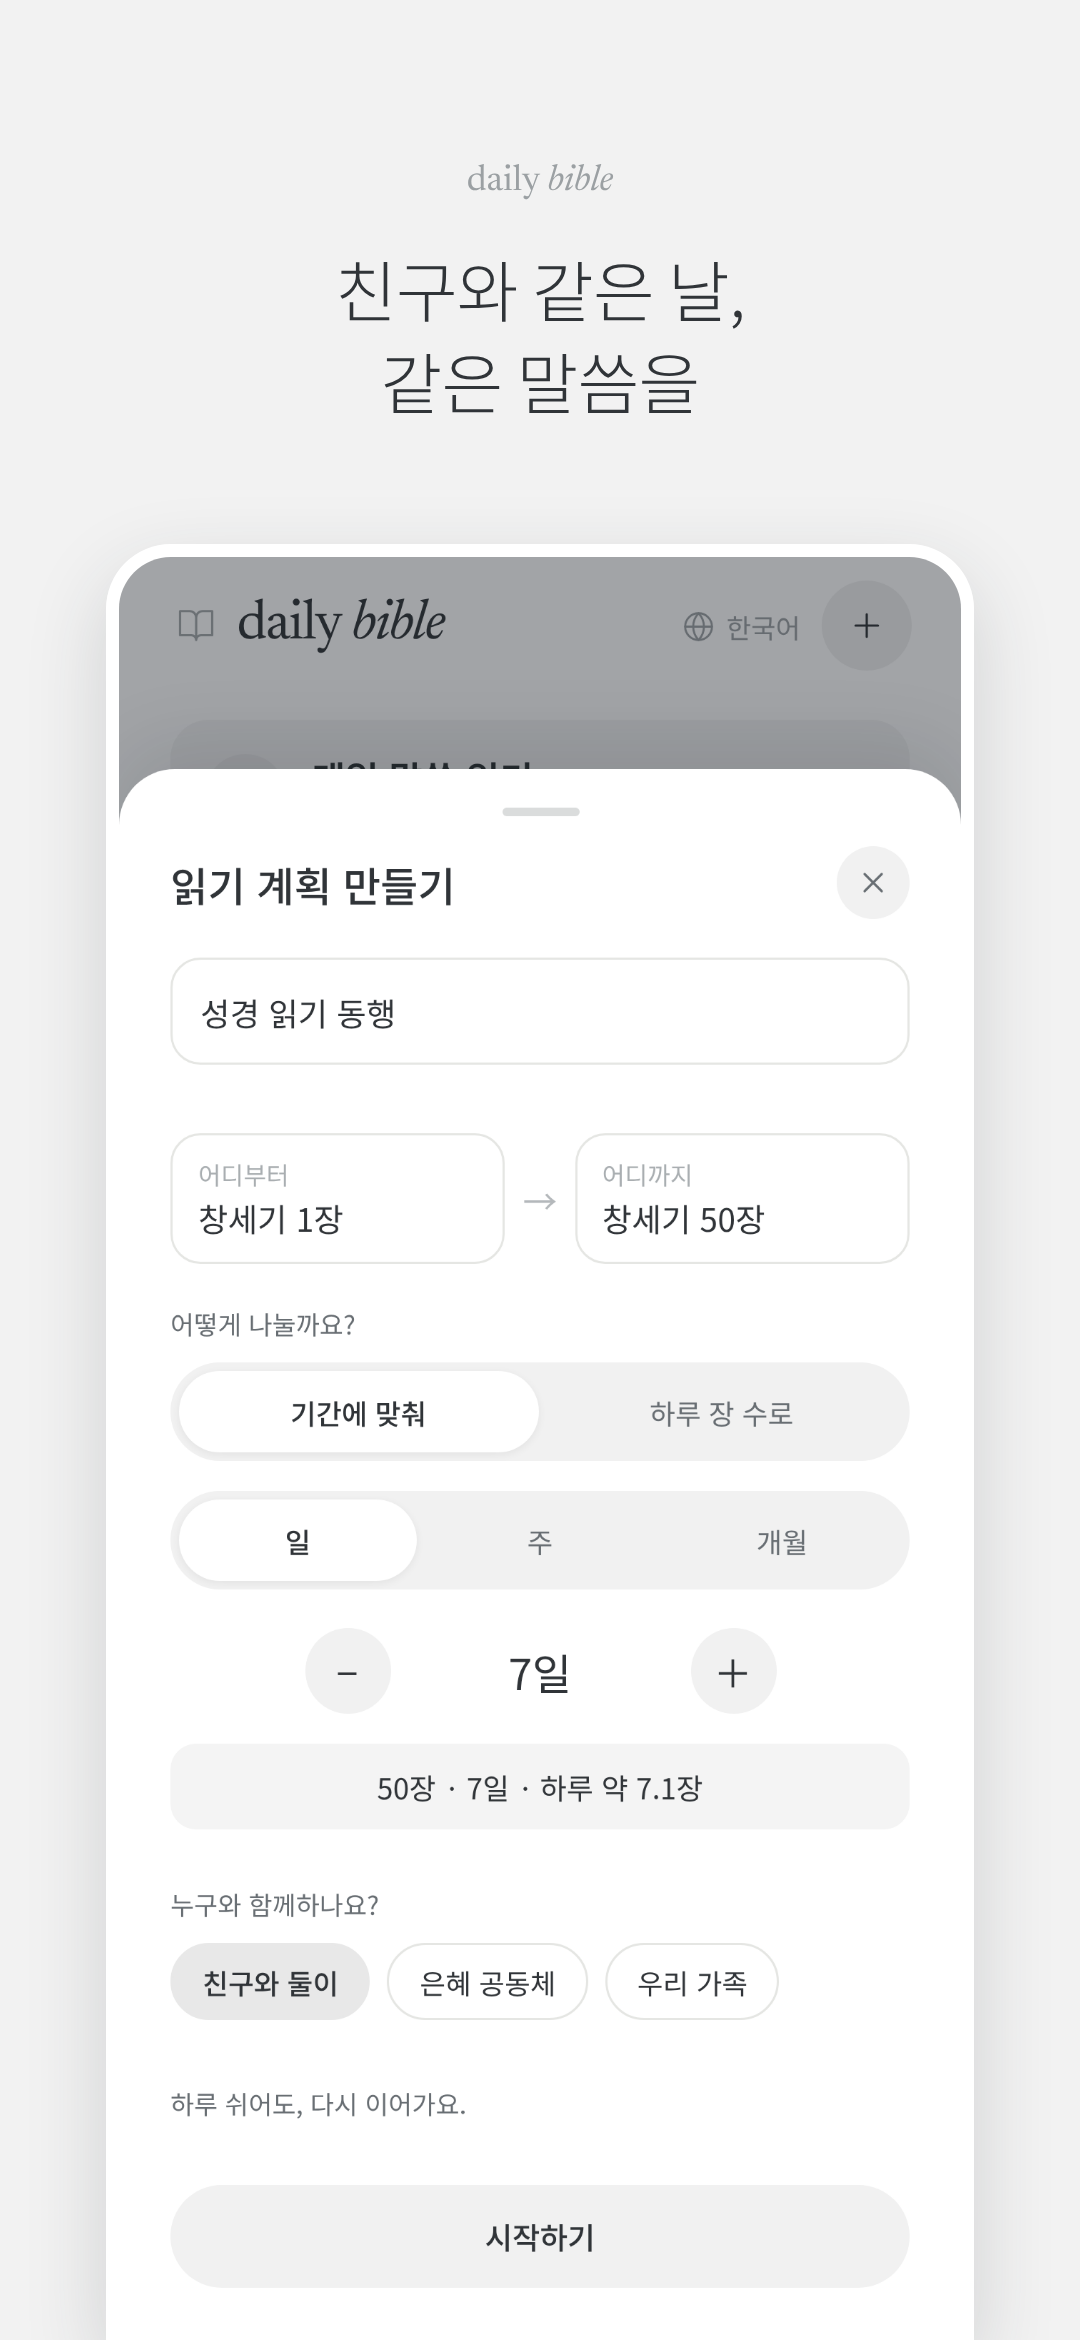 daily bible
친구와 같은 날,
같은 말씀을
daily bible
한국어
+
읽기 계획 만들기
성경 읽기 동행
어디부터
창세기 1장
→
어디까지
창세기 50장
어떻게 나눌까요?
기간에 맞춰
하루 장 수로
일
주
개월
−
7일
+
50장 · 7일 · 하루 약 7.1장
누구와 함께하나요?
친구와 둘이
은혜 공동체
우리 가족
하루 쉬어도, 다시 이어가요.
시작하기